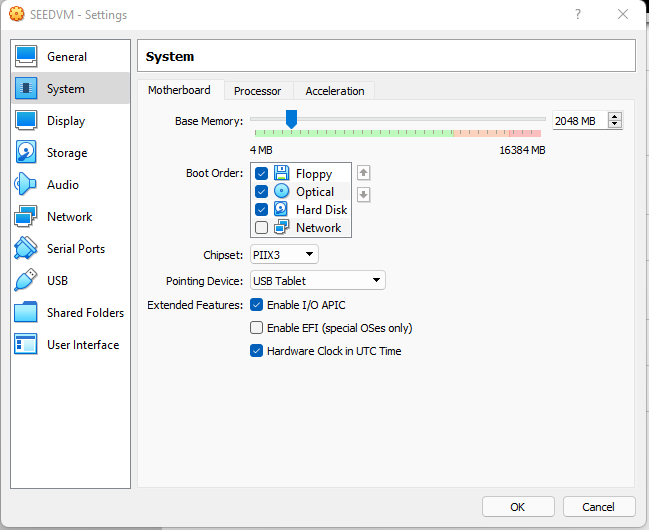 SEEDVM - Settings
General
System
Display
Storage
Audio
Network
Serial Ports
USB
Shared Folders
User Interface
System
Motherboard Processor Acceleration
Base Memory: 2048 MB
4 MB 16384 MB
Boot Order: Floppy
Optical
Hard Disk
Network
Chipset: PIIX3
Pointing Device: USB Tablet
Extended Features: Enable I/O APIC
Enable EFI (special OSes only)
Hardware Clock in UTC Time
OK Cancel